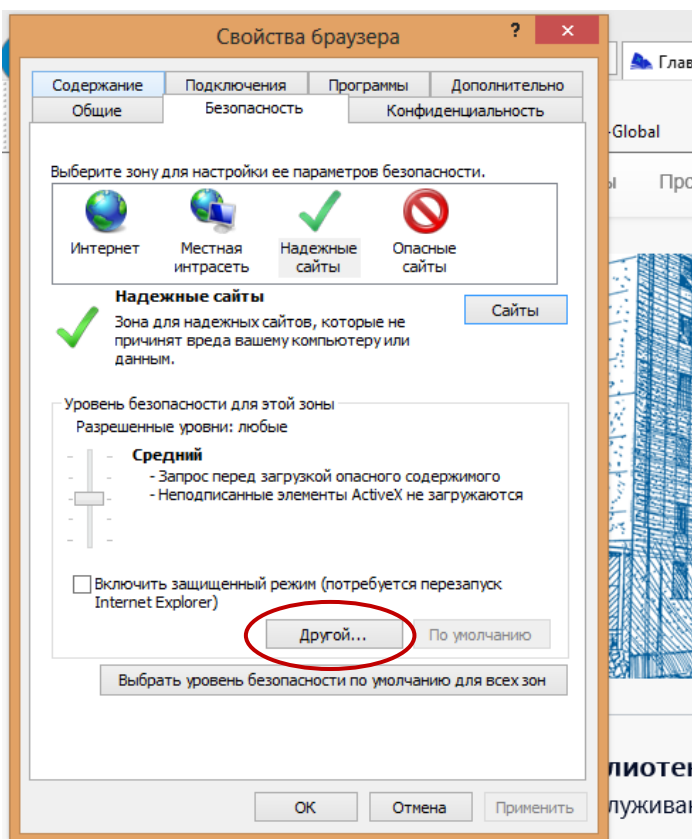 Свойства браузера
? ×
Содержание Подключения Программы Дополнительно
Общие Безопасность Конфиденциальность
Выберите зону для настройки ее параметров безопасности.
Интернет
Местная интрасеть
Надежные сайты
Опасные сайты
Надежные сайты
Сайты
Зона для надежных сайтов, которые не
причинят вреда вашему компьютеру или
данным.
Уровень безопасности для этой зоны
Разрешенные уровни: любые
Средний
- Запрос перед загрузкой опасного содержимого
- Неподписанные элементы ActiveX не загружаются
Включить защищенный режим (потребуется перезапуск
Internet Explorer)
Другой... По умолчанию
Выбрать уровень безопасности по умолчанию для всех зон
ОК Отмена Применить
Глав
-Global
ы Про
лиотек
луживан